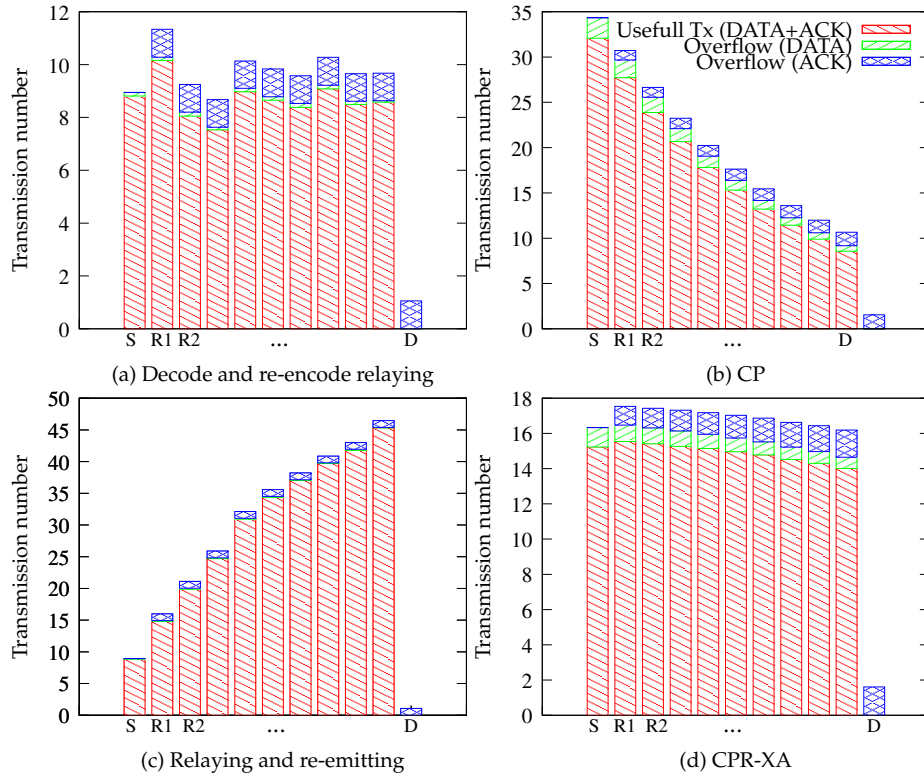 Transmission number
12
10
8
6
4
2
0
S R1 R2 ... D
(a) Decode and re-encode relaying
Transmission number
35
30
25
20
15
10
5
0
Usefull Tx (DATA+ACK)
Overflow (DATA)
Overflow (ACK)
S R1 R2 ... D
(b) CP
Transmission number
50
45
40
35
30
25
20
15
10
5
0
S R1 R2 ... D
(c) Relaying and re-emitting
Transmission number
18
16
14
12
10
8
6
4
2
0
S R1 R2 ... D
(d) CPR-XA